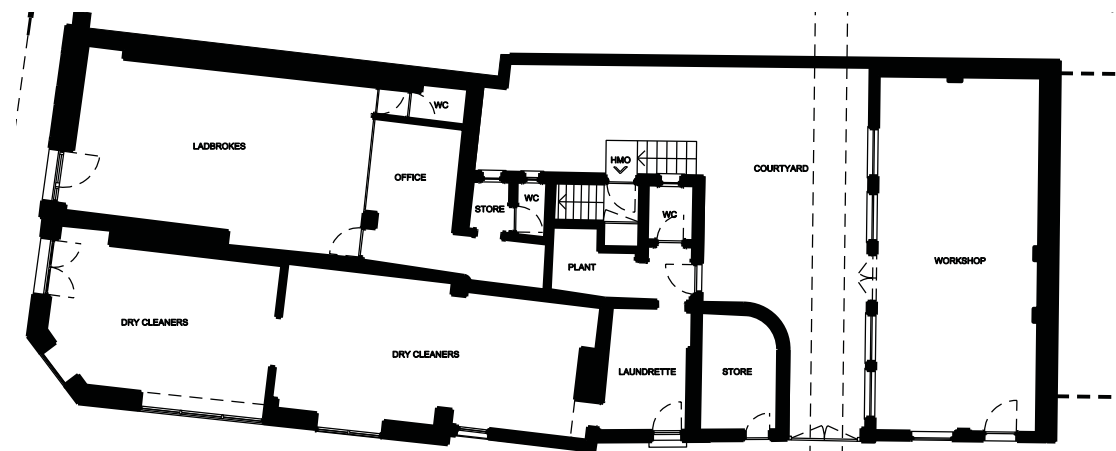 WC
LADBROKES
HMO
COURTYARD
OFFICE
WC
STORE
WC
WORKSHOP
PLANT
DRY CLEANERS
DRY CLEANERS
LAUNDRETTE
STORE